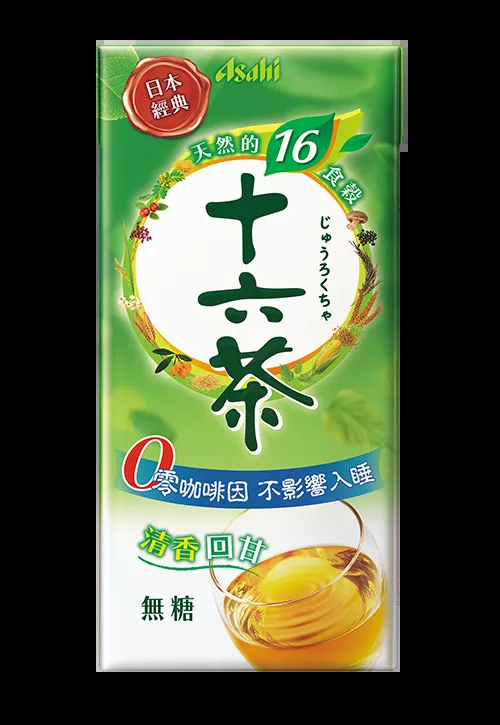 日本
經典
Asahi
天然的16食穀
十六茶
じゅうろくちゃ
0零咖啡因 不影響入睡
清香回甘
無糖